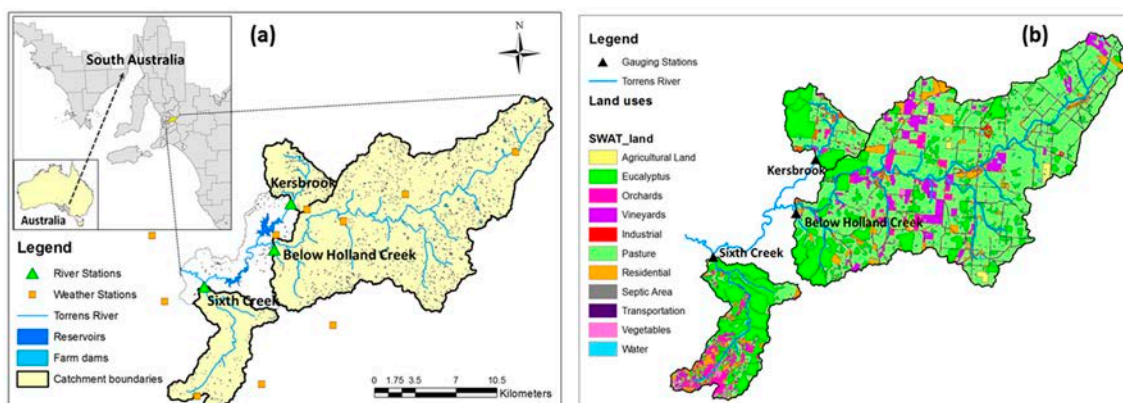 (a)
N
South Australia
Australia
Kersbrook
Below Holland Creek
Sixth Creek
Legend
River Stations
Weather Stations
Torrens River
Reservoirs
Farm dams
Catchment boundaries
0 1.75 3.5 7 10.5
Kilometers
(b)
Legend
Gauging Stations
Torrens River
Land uses
SWAT_land
Agricultural Land
Eucalyptus
Orchards
Vineyards
Industrial
Pasture
Residential
Septic Area
Transportation
Vegetables
Water
Kersbrook
Below Holland Creek
Sixth Creek